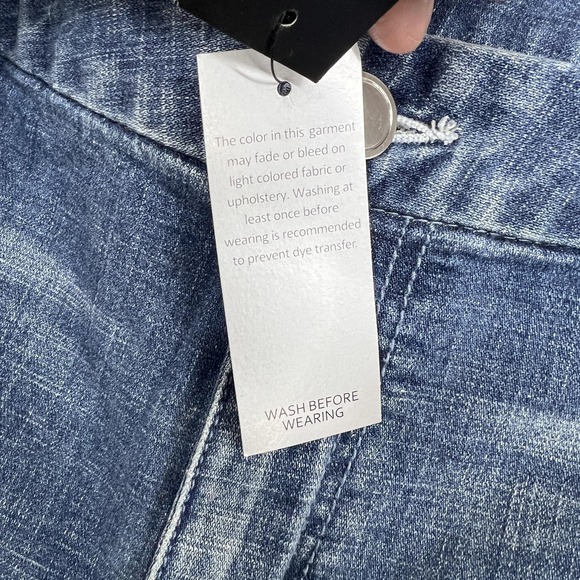 The color in this garment
may fade or bleed on
light colored fabric or
upholstery. Washing at
least once before
wearing is recommended
to prevent dye transfer.
WASH BEFORE
WEARING